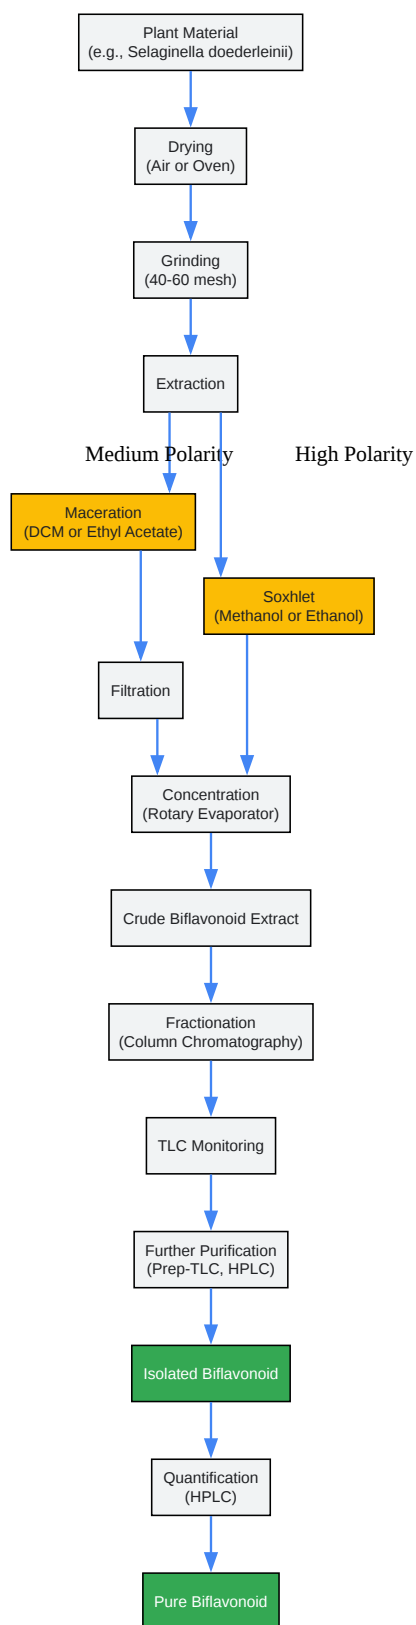 Plant Material
(e.g., Selaginella doederleinii)
Drying
(Air or Oven)
Grinding
(40-60 mesh)
Extraction
Medium Polarity
High Polarity
Maceration
(DCM or Ethyl Acetate)
Soxhlet
(Methanol or Ethanol)
Filtration
Concentration
(Rotary Evaporator)
Crude Biflavonoid Extract
Fractionation
(Column Chromatography)
TLC Monitoring
Further Purification
(Prep-TLC, HPLC)
Isolated Biflavonoid
Quantification
(HPLC)
Pure Biflavonoid